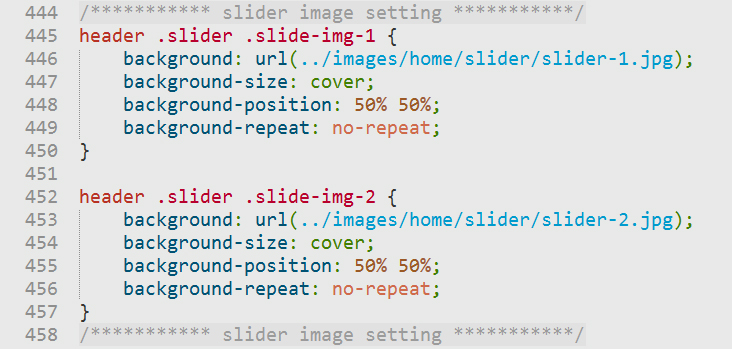 444 /*********** slider image setting ***********/
445 header .slider .slide-img-1 {
446     background: url(../images/home/slider/slider-1.jpg);
447     background-size: cover;
448     background-position: 50% 50%;
449     background-repeat: no-repeat;
450 }
451
452 header .slider .slide-img-2 {
453     background: url(../images/home/slider/slider-2.jpg);
454     background-size: cover;
455     background-position: 50% 50%;
456     background-repeat: no-repeat;
457 }
458 /*********** slider image setting ***********/